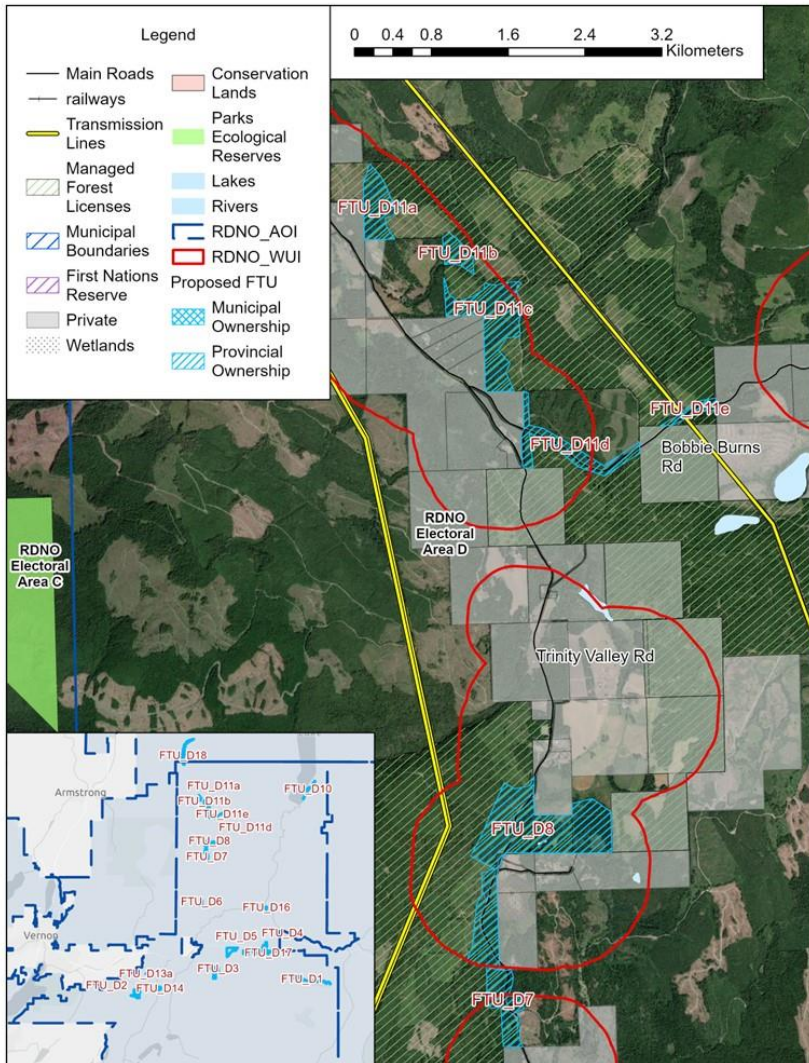 Legend
Main Roads
railways
Transmission
Lines
Managed
Forest
Licenses
Municipal
Boundaries
First Nations
Reserve
Private
Wetlands
Conservation
Lands
Parks
Ecological
Reserves
Lakes
Rivers
RDNO_AOI
RDNO_WUI
Proposed FTU
Municipal
Ownership
Provincial
Ownership
0 0.4 0.8 1.6 2.4 3.2
Kilometers
FTU_D11a
FTU_D11b
FTU_D11c
FTU_D11e
FTU_D11d
Bobbie Burns
Rd
RDNO
Electoral
Area D
RDNO
Electoral
Area C
Trinity Valley Rd
FTU_D8
FTU_D7
FTU_D18
Armstrong
FTU_D11a
FTU_D10
FTU_D11b
FTU_D11e
FTU_D11d
FTU_D8
FTU_D7
FTU_D6
FTU_D16
Vernon
FTU_D5
FTU_D4
FTU_D17
FTU_D13a
FTU_D3
FTU_D1
FTU_D2
FTU_D14